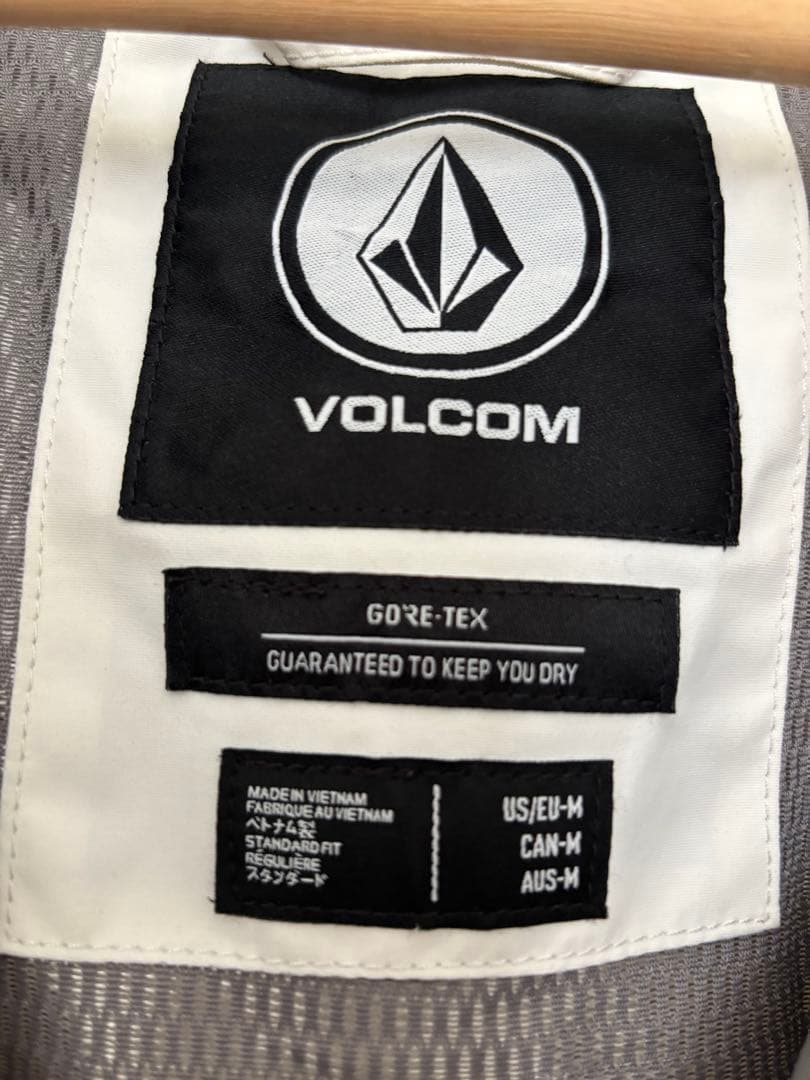 VOLCOM
GORE-TEX
GUARANTEED TO KEEP YOU DRY
MADE IN VIETNAM
FABRIQUE AU VIETNAM
ベトナム製
STANDARD FIT
RÉGULIÈRE
スタンダード
US/EU-M
CAN-M
AUS-M